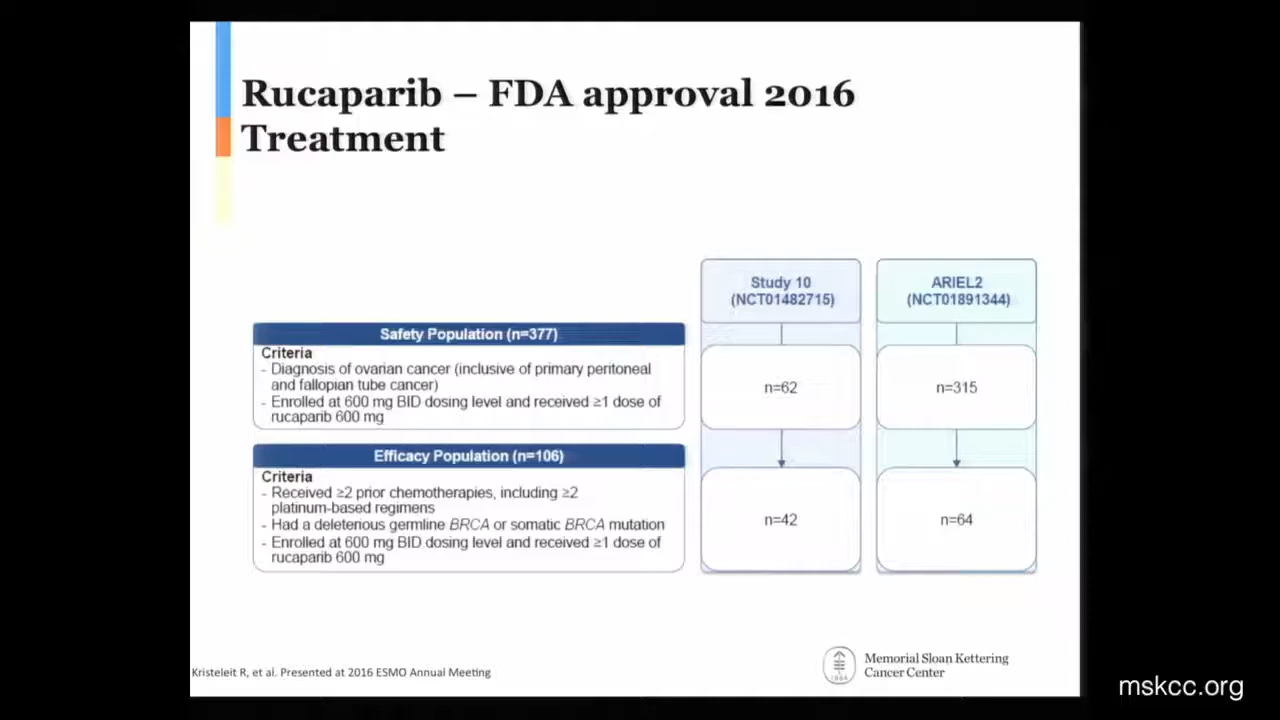 Rucaparib – FDA approval 2016
Treatment
Study 10
(NCT01482715)
ARIEL2
(NCT01891344)
Safety Population (n=377)
Criteria
- Diagnosis of ovarian cancer (inclusive of primary peritoneal
and fallopian tube cancer)
- Enrolled at 600 mg BID dosing level and received ≥1 dose of
rucaparib 600 mg
n=62
n=315
Efficacy Population (n=106)
Criteria
- Received ≥2 prior chemotherapies, including ≥2
platinum-based regimens
- Had a deleterious germline BRCA or somatic BRCA mutation
- Enrolled at 600 mg BID dosing level and received ≥1 dose of
rucaparib 600 mg
n=42
n=64
Kristeleit R, et al. Presented at 2016 ESMO Annual Meeting
1884
Memorial Sloan Kettering
Cancer Center
mskcc.org